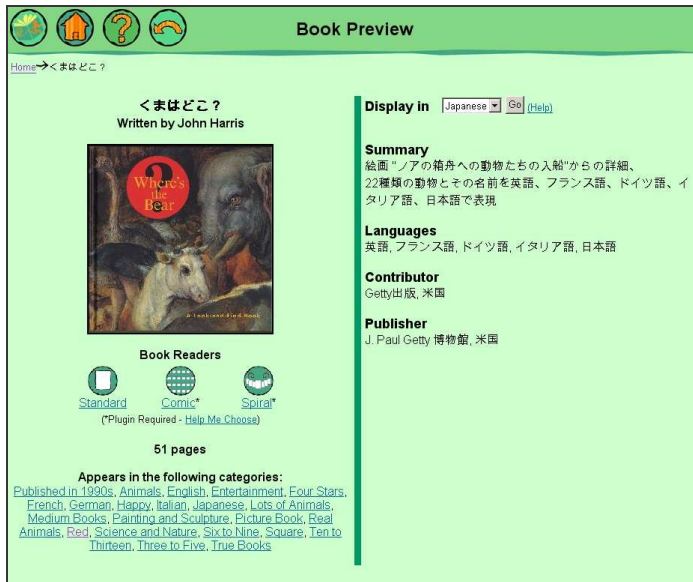 Book Preview
Home→くまはどこ？
くまはどこ？
Written by John Harris
?
Where's
the
Bear
A Look-and-Find Book
Book Readers
Standard
Comic*
Spiral*
(*Plugin Required - Help Me Choose)
51 pages
Appears in the following categories:
Published in 1990s, Animals, English, Entertainment, Four Stars,
French, German, Happy, Italian, Japanese, Lots of Animals,
Medium Books, Painting and Sculpture, Picture Book, Real
Animals, Red, Science and Nature, Six to Nine, Square, Ten to
Thirteen, Three to Five, True Books
Display in Japanese Go (Help)
Summary
絵画 "ノアの箱舟への動物たちの入船"からの詳細、
22種類の動物とその名前を英語、フランス語、ドイツ語、イ
タリア語、日本語で表現
Languages
英語, フランス語, ドイツ語, イタリア語, 日本語
Contributor
Getty出版, 米国
Publisher
J. Paul Getty 博物館, 米国